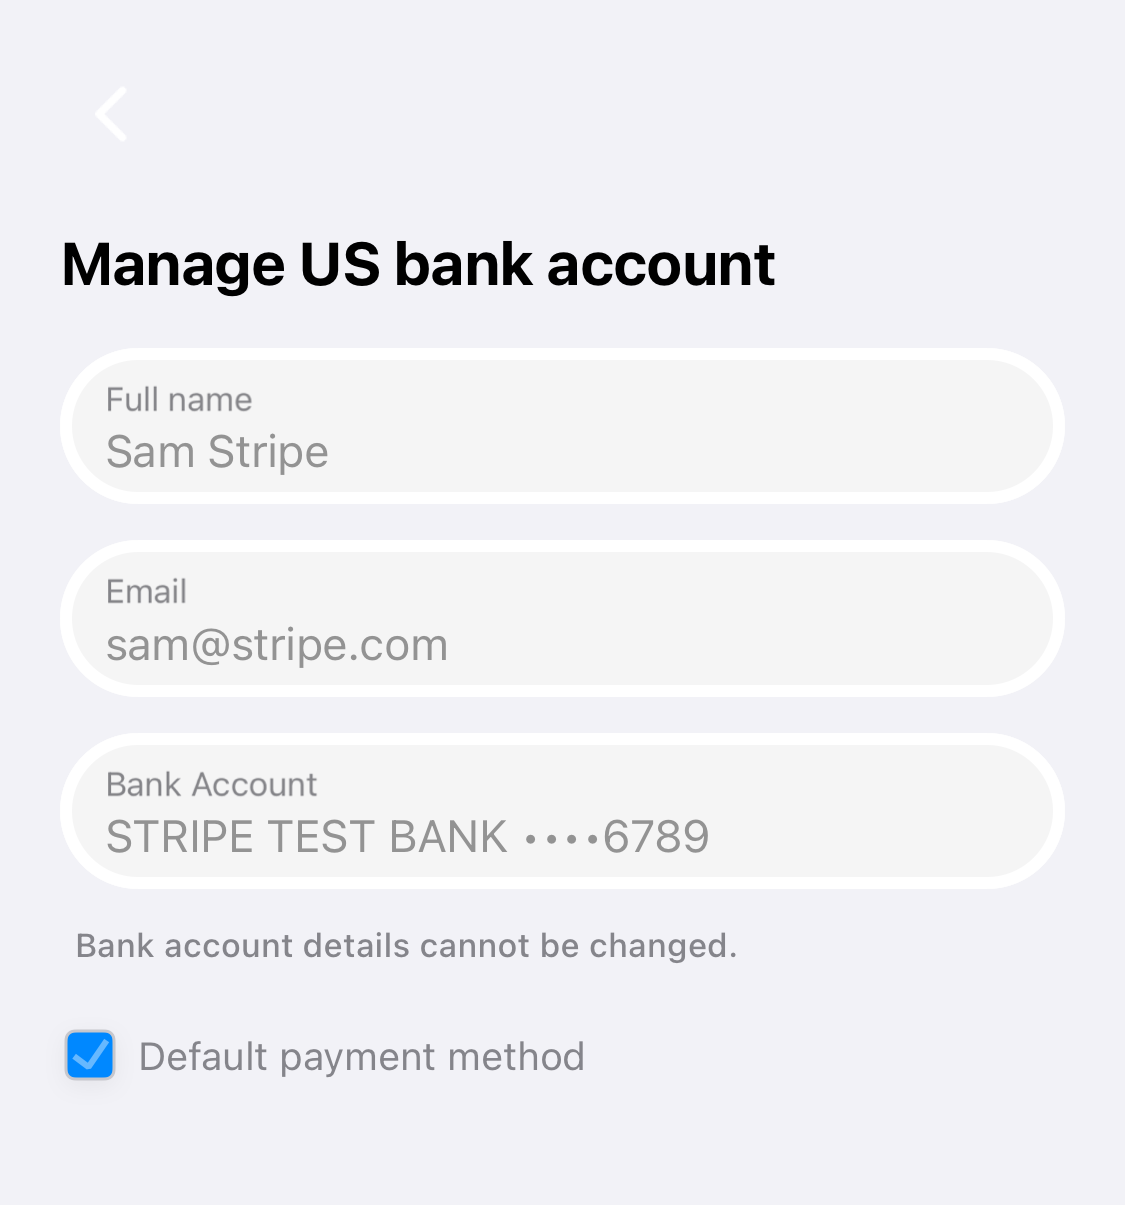 Manage US bank account
Full name
Sam Stripe
Email
sam@stripe.com
Bank Account
STRIPE TEST BANK ••••6789
Bank account details cannot be changed.
Default payment method